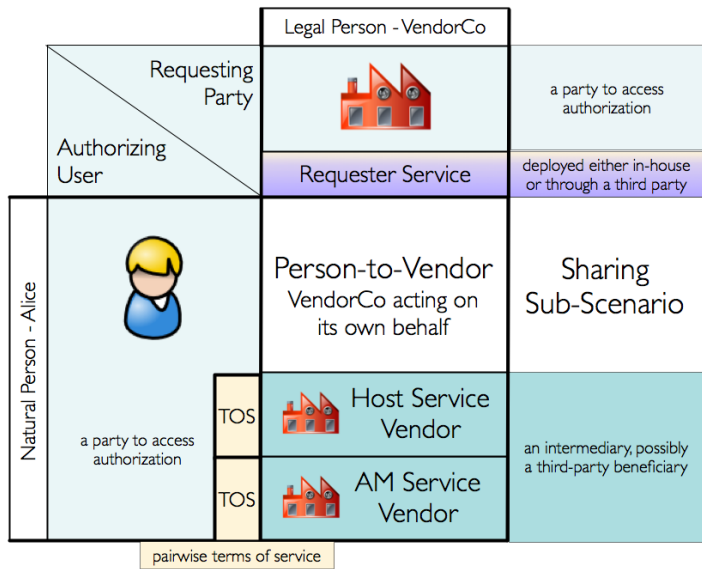 Legal Person - VendorCo
Requesting
Party
Authorizing
User
a party to access
authorization
Requester Service
deployed either in-house
or through a third party
Natural Person - Alice
Person-to-Vendor
VendorCo acting on
its own behalf
Sharing
Sub-Scenario
a party to access
authorization
TOS
Host Service
Vendor
an intermediary, possibly
a third-party beneficiary
TOS
AM Service
Vendor
pairwise terms of service